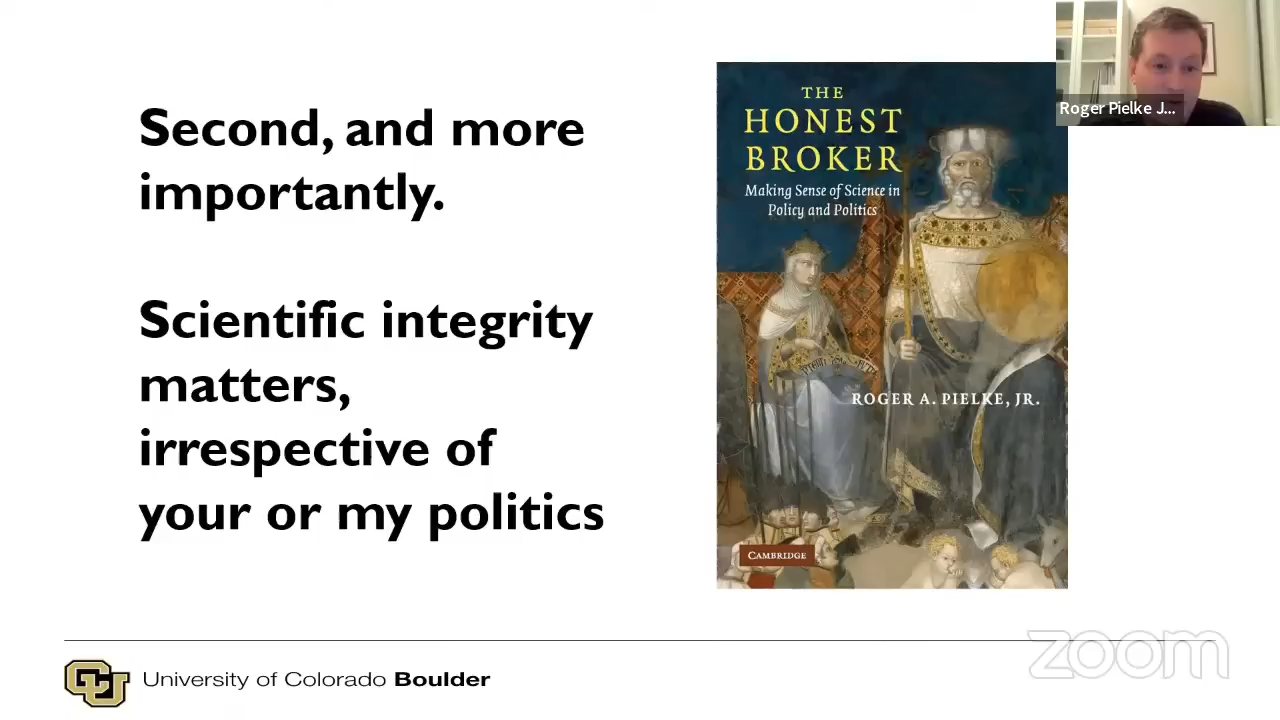 Second, and more
importantly.
Scientific integrity
matters,
irrespective of
your or my politics
THE
HONEST
BROKER
Making Sense of Science in
Policy and Politics
ROGER A. PIELKE, JR.
CAMBRIDGE
Roger Pielke J...
CU
University of Colorado Boulder
zoom